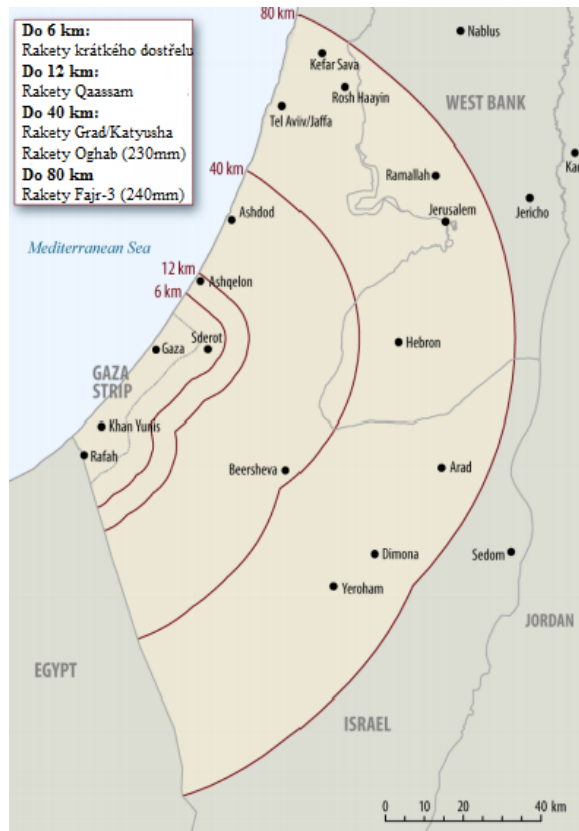 Do 6 km:
Rakety krátkého dostřelu
Do 12 km:
Rakety Qaassam
Do 40 km:
Rakety Grad/Katyusha
Rakety Oghab (230mm)
Do 80 km
Rakety Fajr-3 (240mm)
80 km
Nablus
Kefar Sava
Rosh Haayin
WEST BANK
Tel Aviiv/Jaffa
40 km
Ramallah
Jericho
Jerusalem
Ashdod
Mediterranean Sea
12 km
Ashqelon
6 km
Sderot
Gaza
Hebron
GAZA
STRIP
Khan Yunis
Rafah
Beersheva
Arad
Dimona
Sedom
Yeroham
JORDAN
EGYPT
ISRAEL
0 10 20 40 km